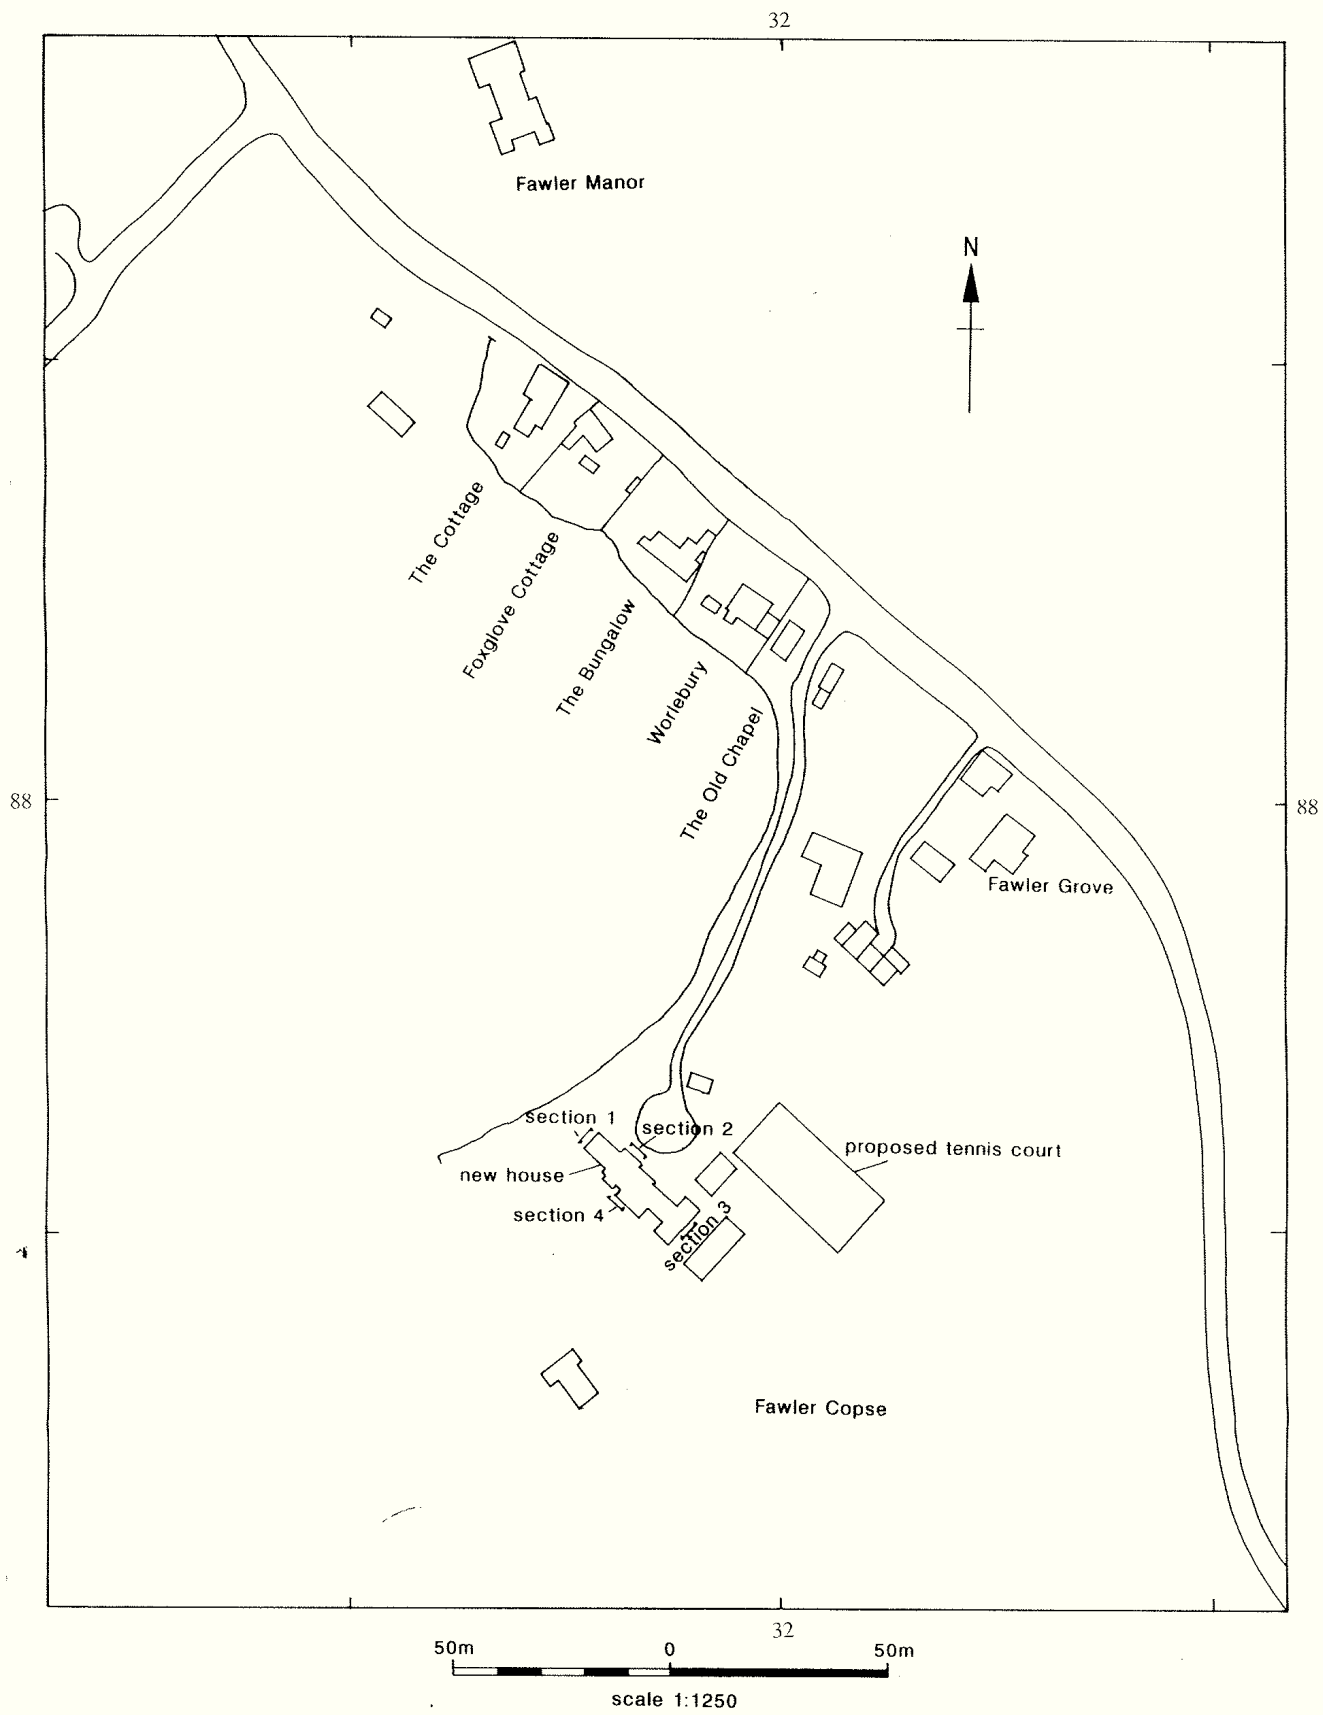 32
Fawler Manor
N
The Cottage
Foxglove Cottage
The Bungalow
Worlebury
The Old Chapel
88
88
Fawler Grove
section 1
section 2
proposed tennis court
new house
section 4
section 3
Fawler Copse
32
50m 0 50m
scale 1:1250